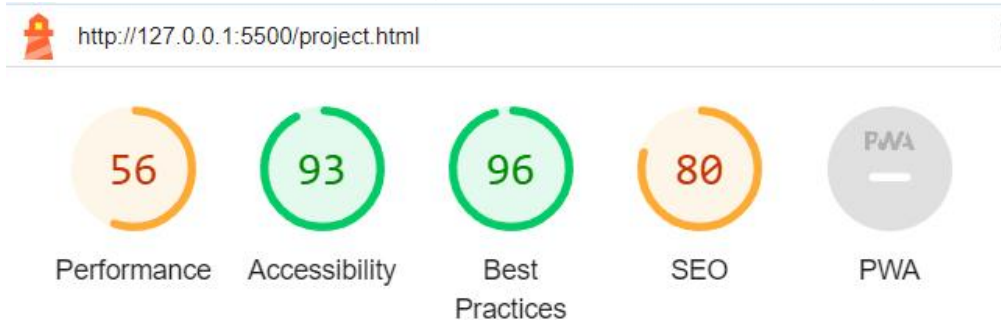 http://127.0.0.1:5500/project.html
56
93
96
80
PWA
Performance
Accessibility
Best
Practices
SEO
PWA